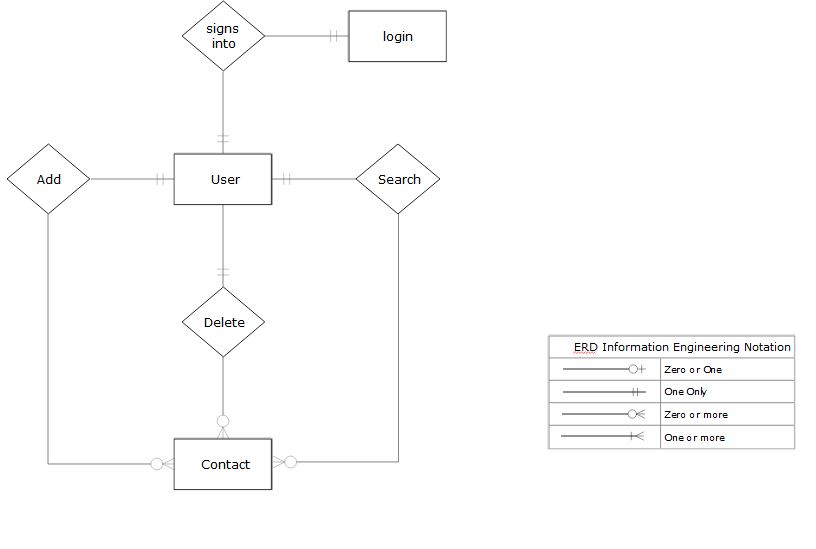 signs
into
login
Add
User
Search
Delete
Contact
ERD Information Engineering Notation
Zero or One
One Only
Zero or more
One or more